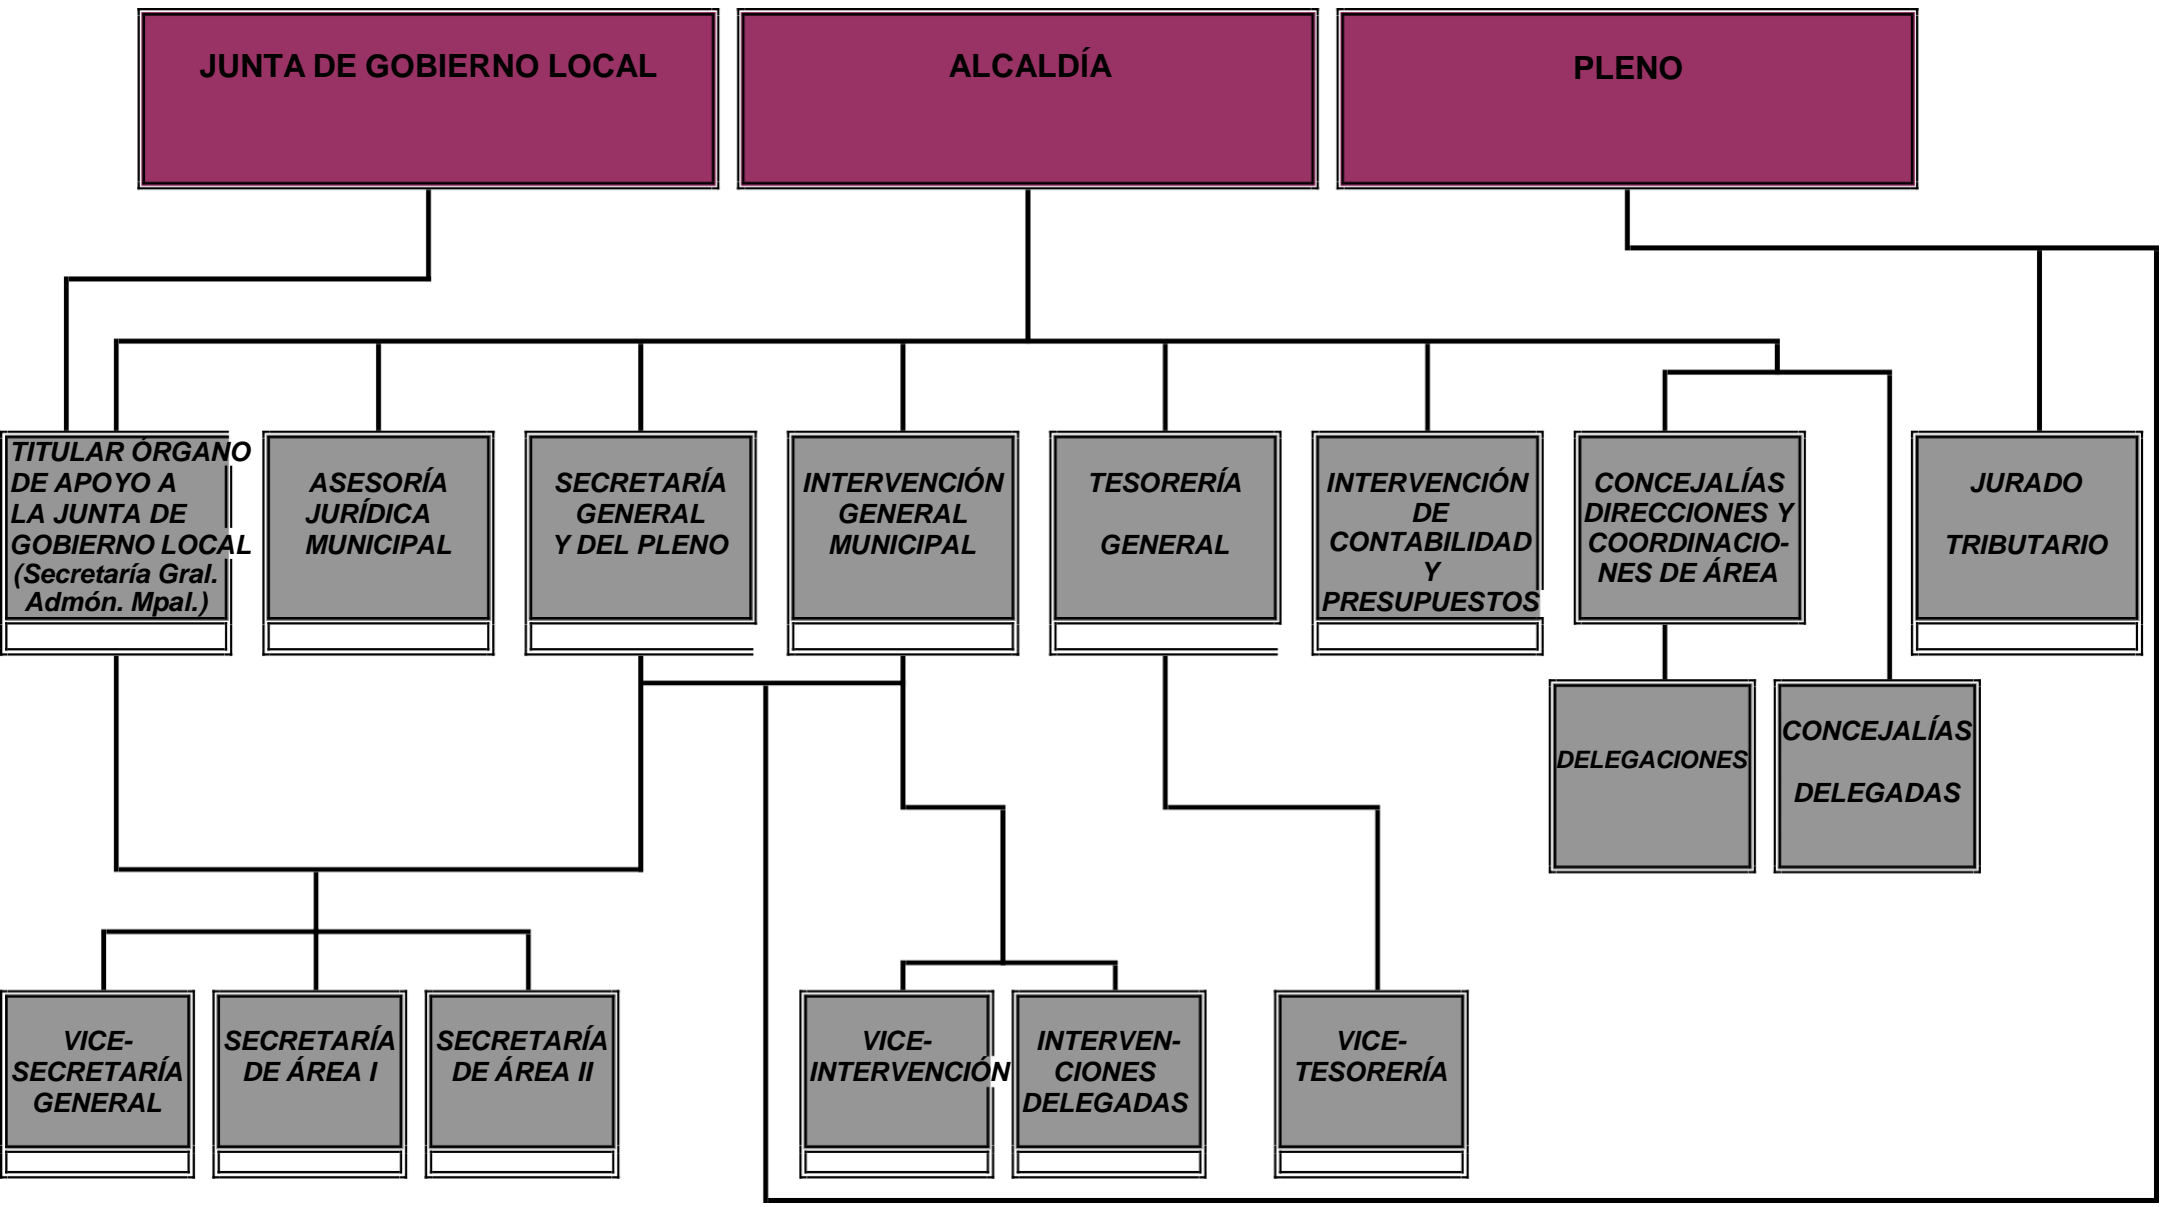 JUNTA DE GOBIERNO LOCAL
ALCALDÍA
PLENO
TITULAR ÓRGANO
DE APOYO A
LA JUNTA DE
GOBIERNO LOCAL
(Secretaría Gral.
Admón. Mpal.)
ASESORÍA
JURÍDICA
MUNICIPAL
SECRETARÍA
GENERAL
Y DEL PLENO
INTERVENCIÓN
GENERAL
MUNICIPAL
TESORERÍA
GENERAL
INTERVENCIÓN
DE
CONTABILIDAD
Y
PRESUPUESTOS
CONCEJALÍAS
DIRECCIONES Y
COORDINACIO-
NES DE ÁREA
JURADO
TRIBUTARIO
DELEGACIONES
CONCEJALÍAS
DELEGADAS
VICE-
SECRETARÍA
GENERAL
SECRETARÍA
DE ÁREA I
SECRETARÍA
DE ÁREA II
VICE-
INTERVENCIÓN
INTERVEN-
CIONES
DELEGADAS
VICE-
TESORERÍA